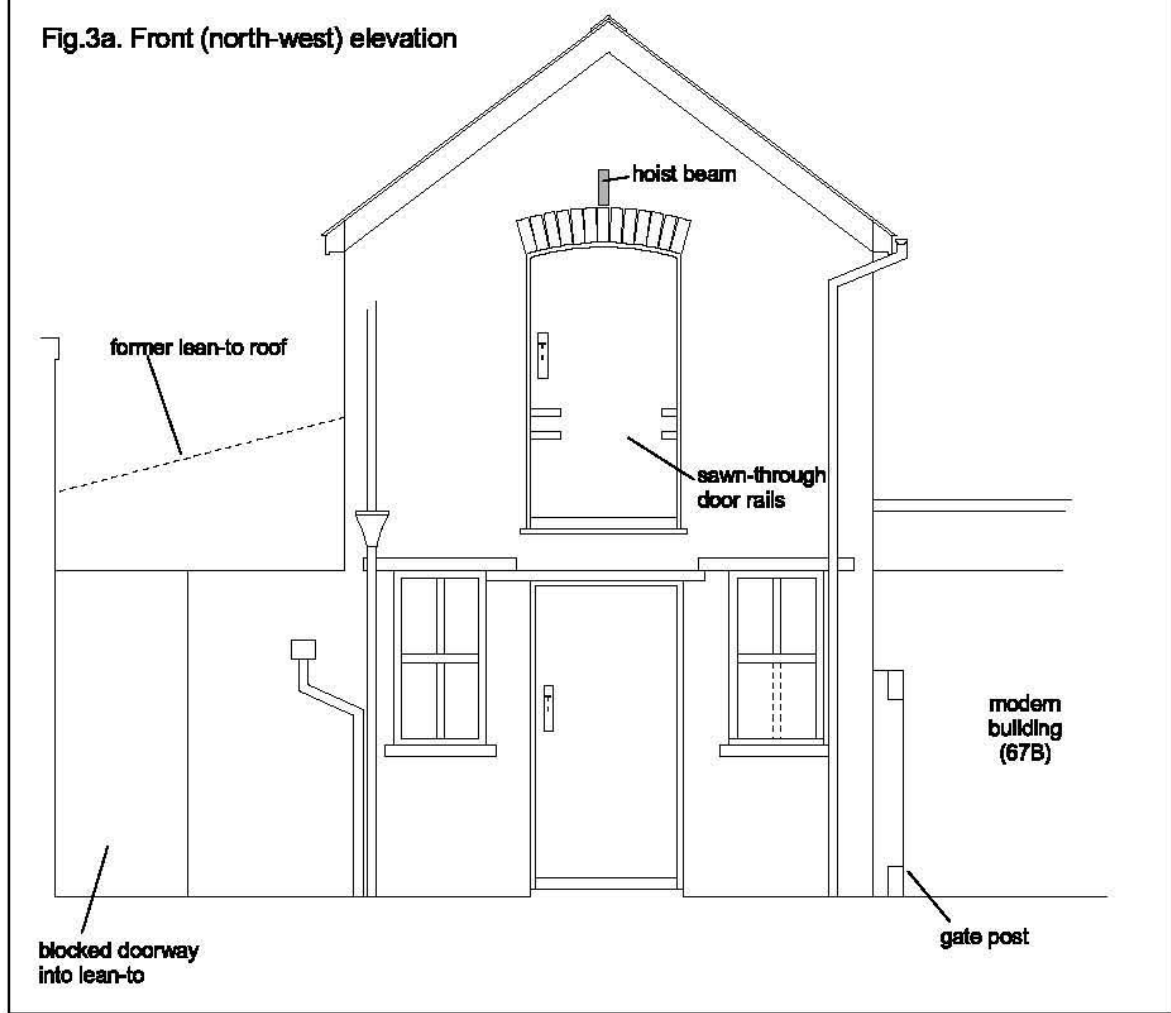 Fig.3a. Front (north-west) elevation
hoist beam
former lean-to roof
sawn-through
door rails
modern
building
(67B)
gate post
blocked doorway
into lean-to